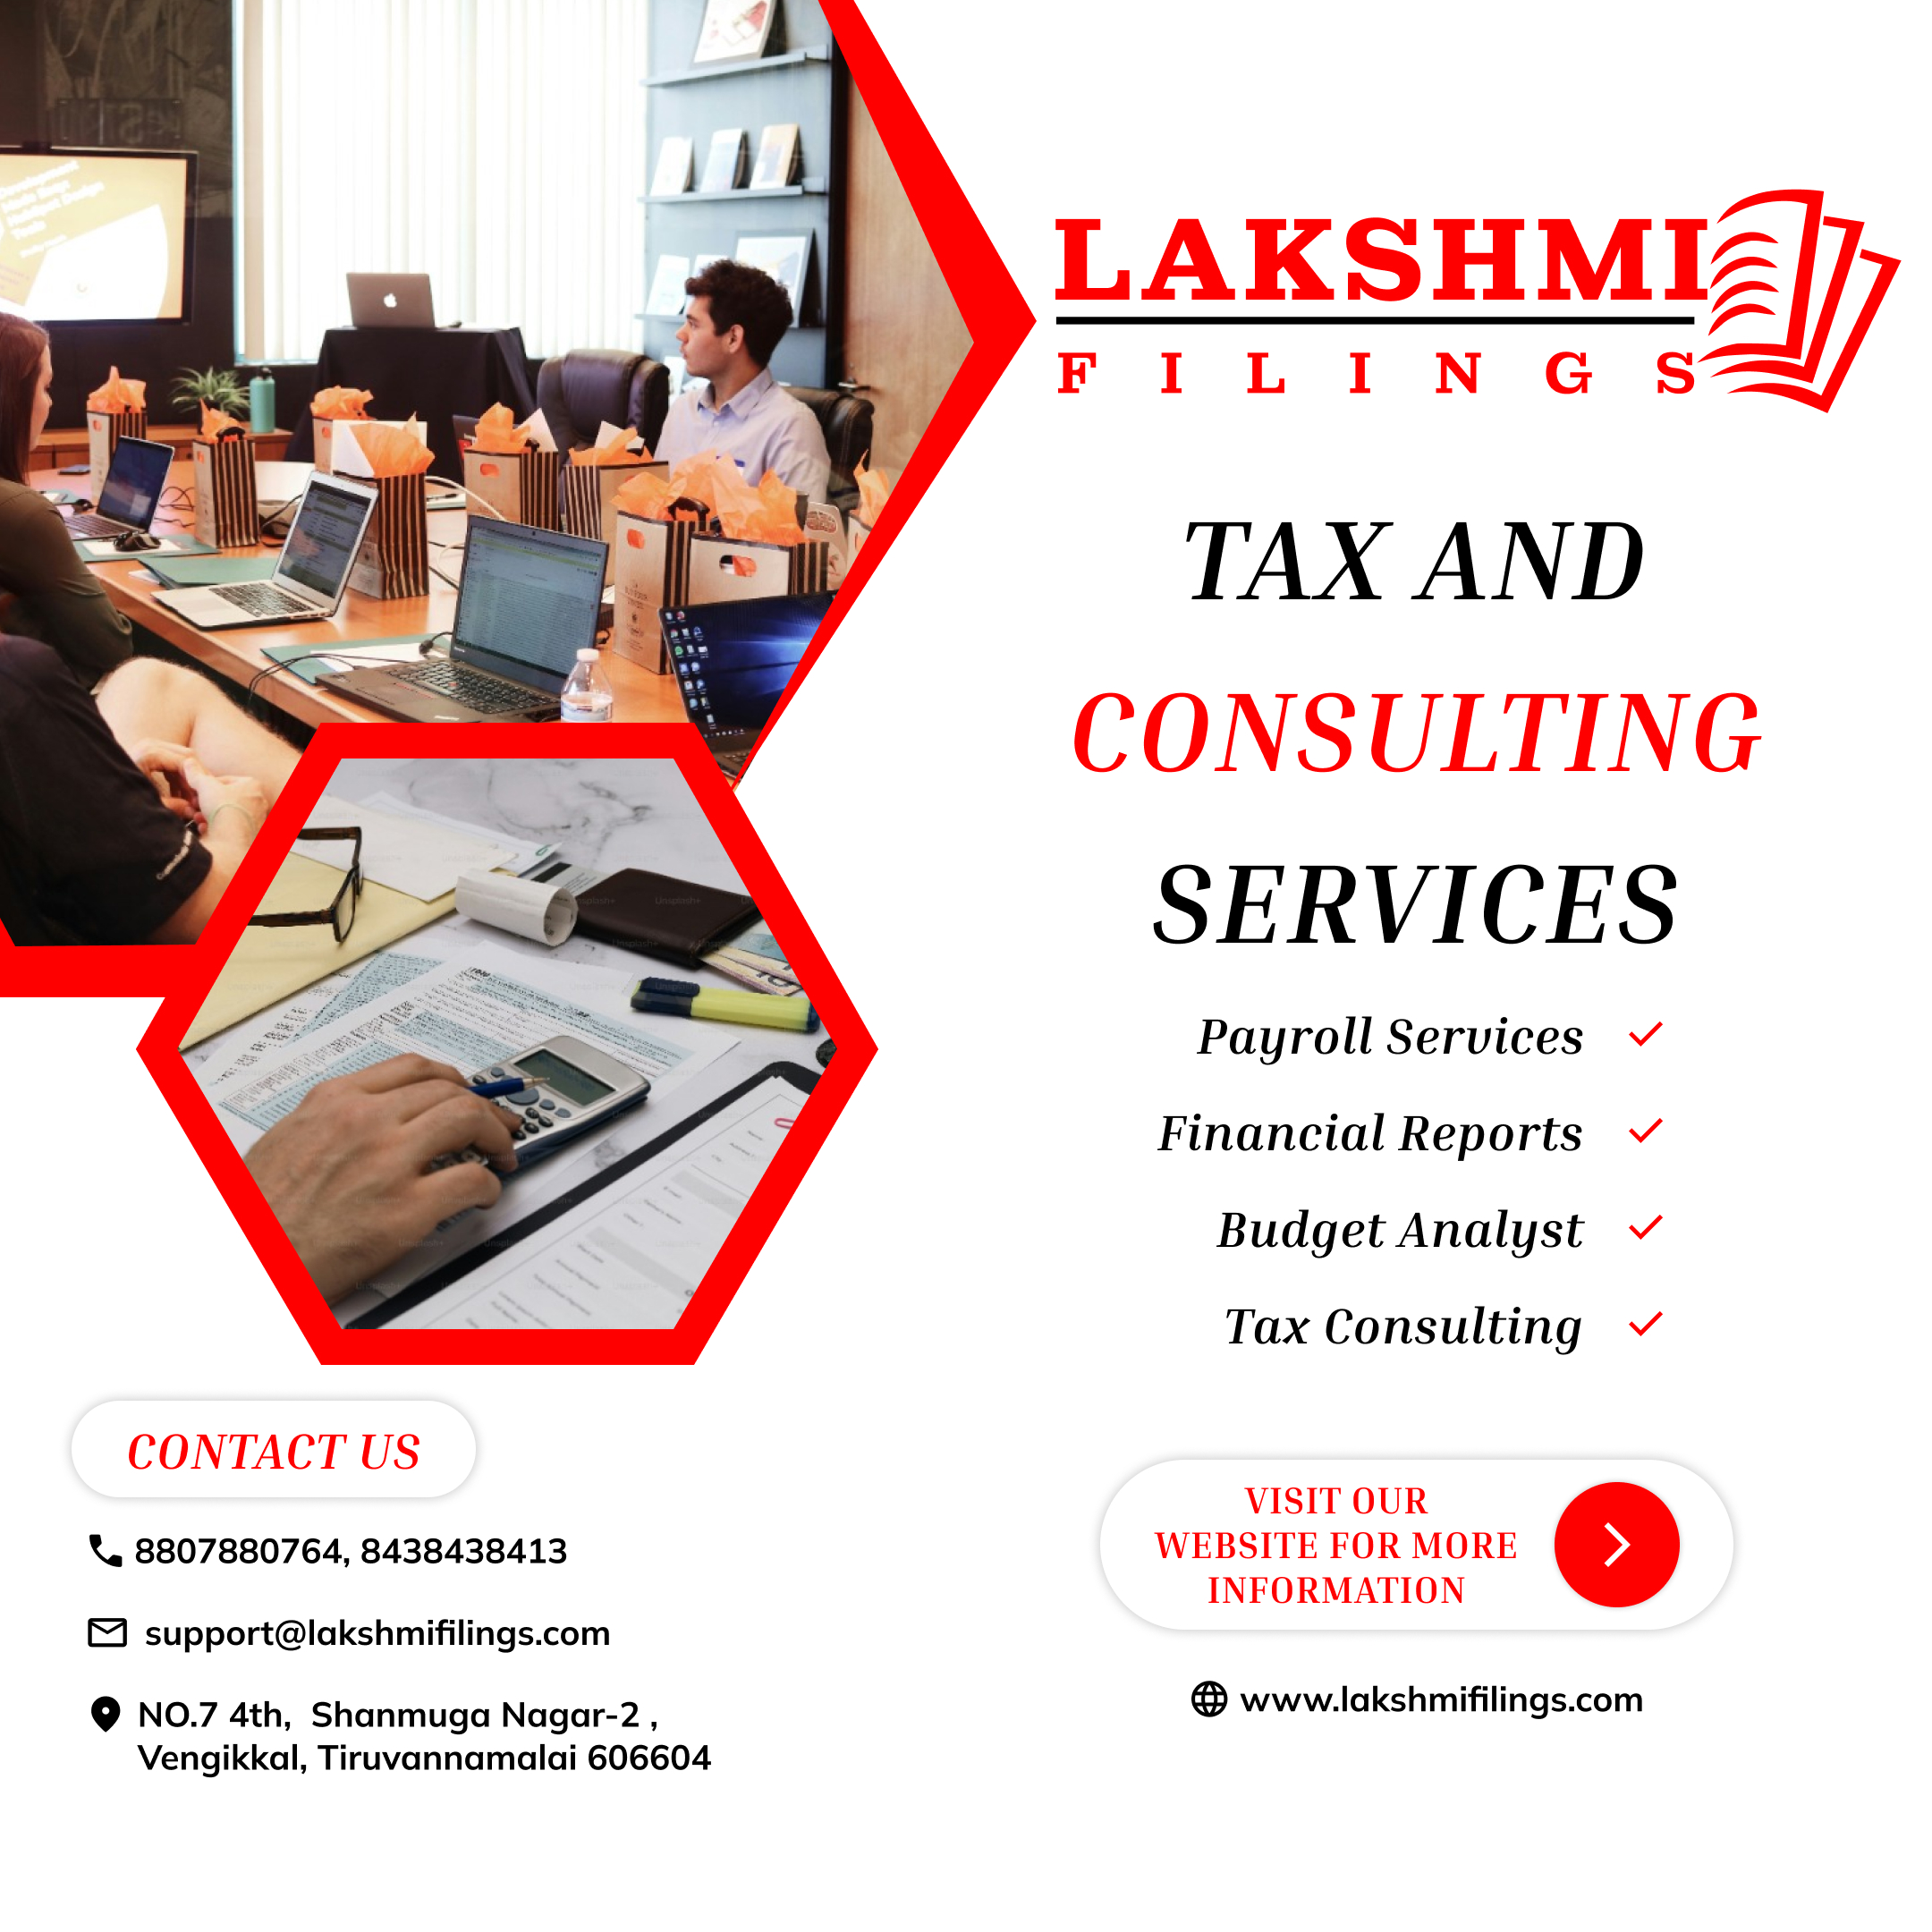 LAKSHMI
FILINGS
TAX AND
CONSULTING
SERVICES
Payroll Services
Financial Reports
Budget Analyst
Tax Consulting
CONTACT US
8807880764, 8438438413
support@lakshmifilings.com
NO.7 4th,  Shanmuga Nagar-2 ,
Vengikkal, Tiruvannamalai 606604
VISIT OUR
WEBSITE FOR MORE
INFORMATION
www.lakshmifilings.com